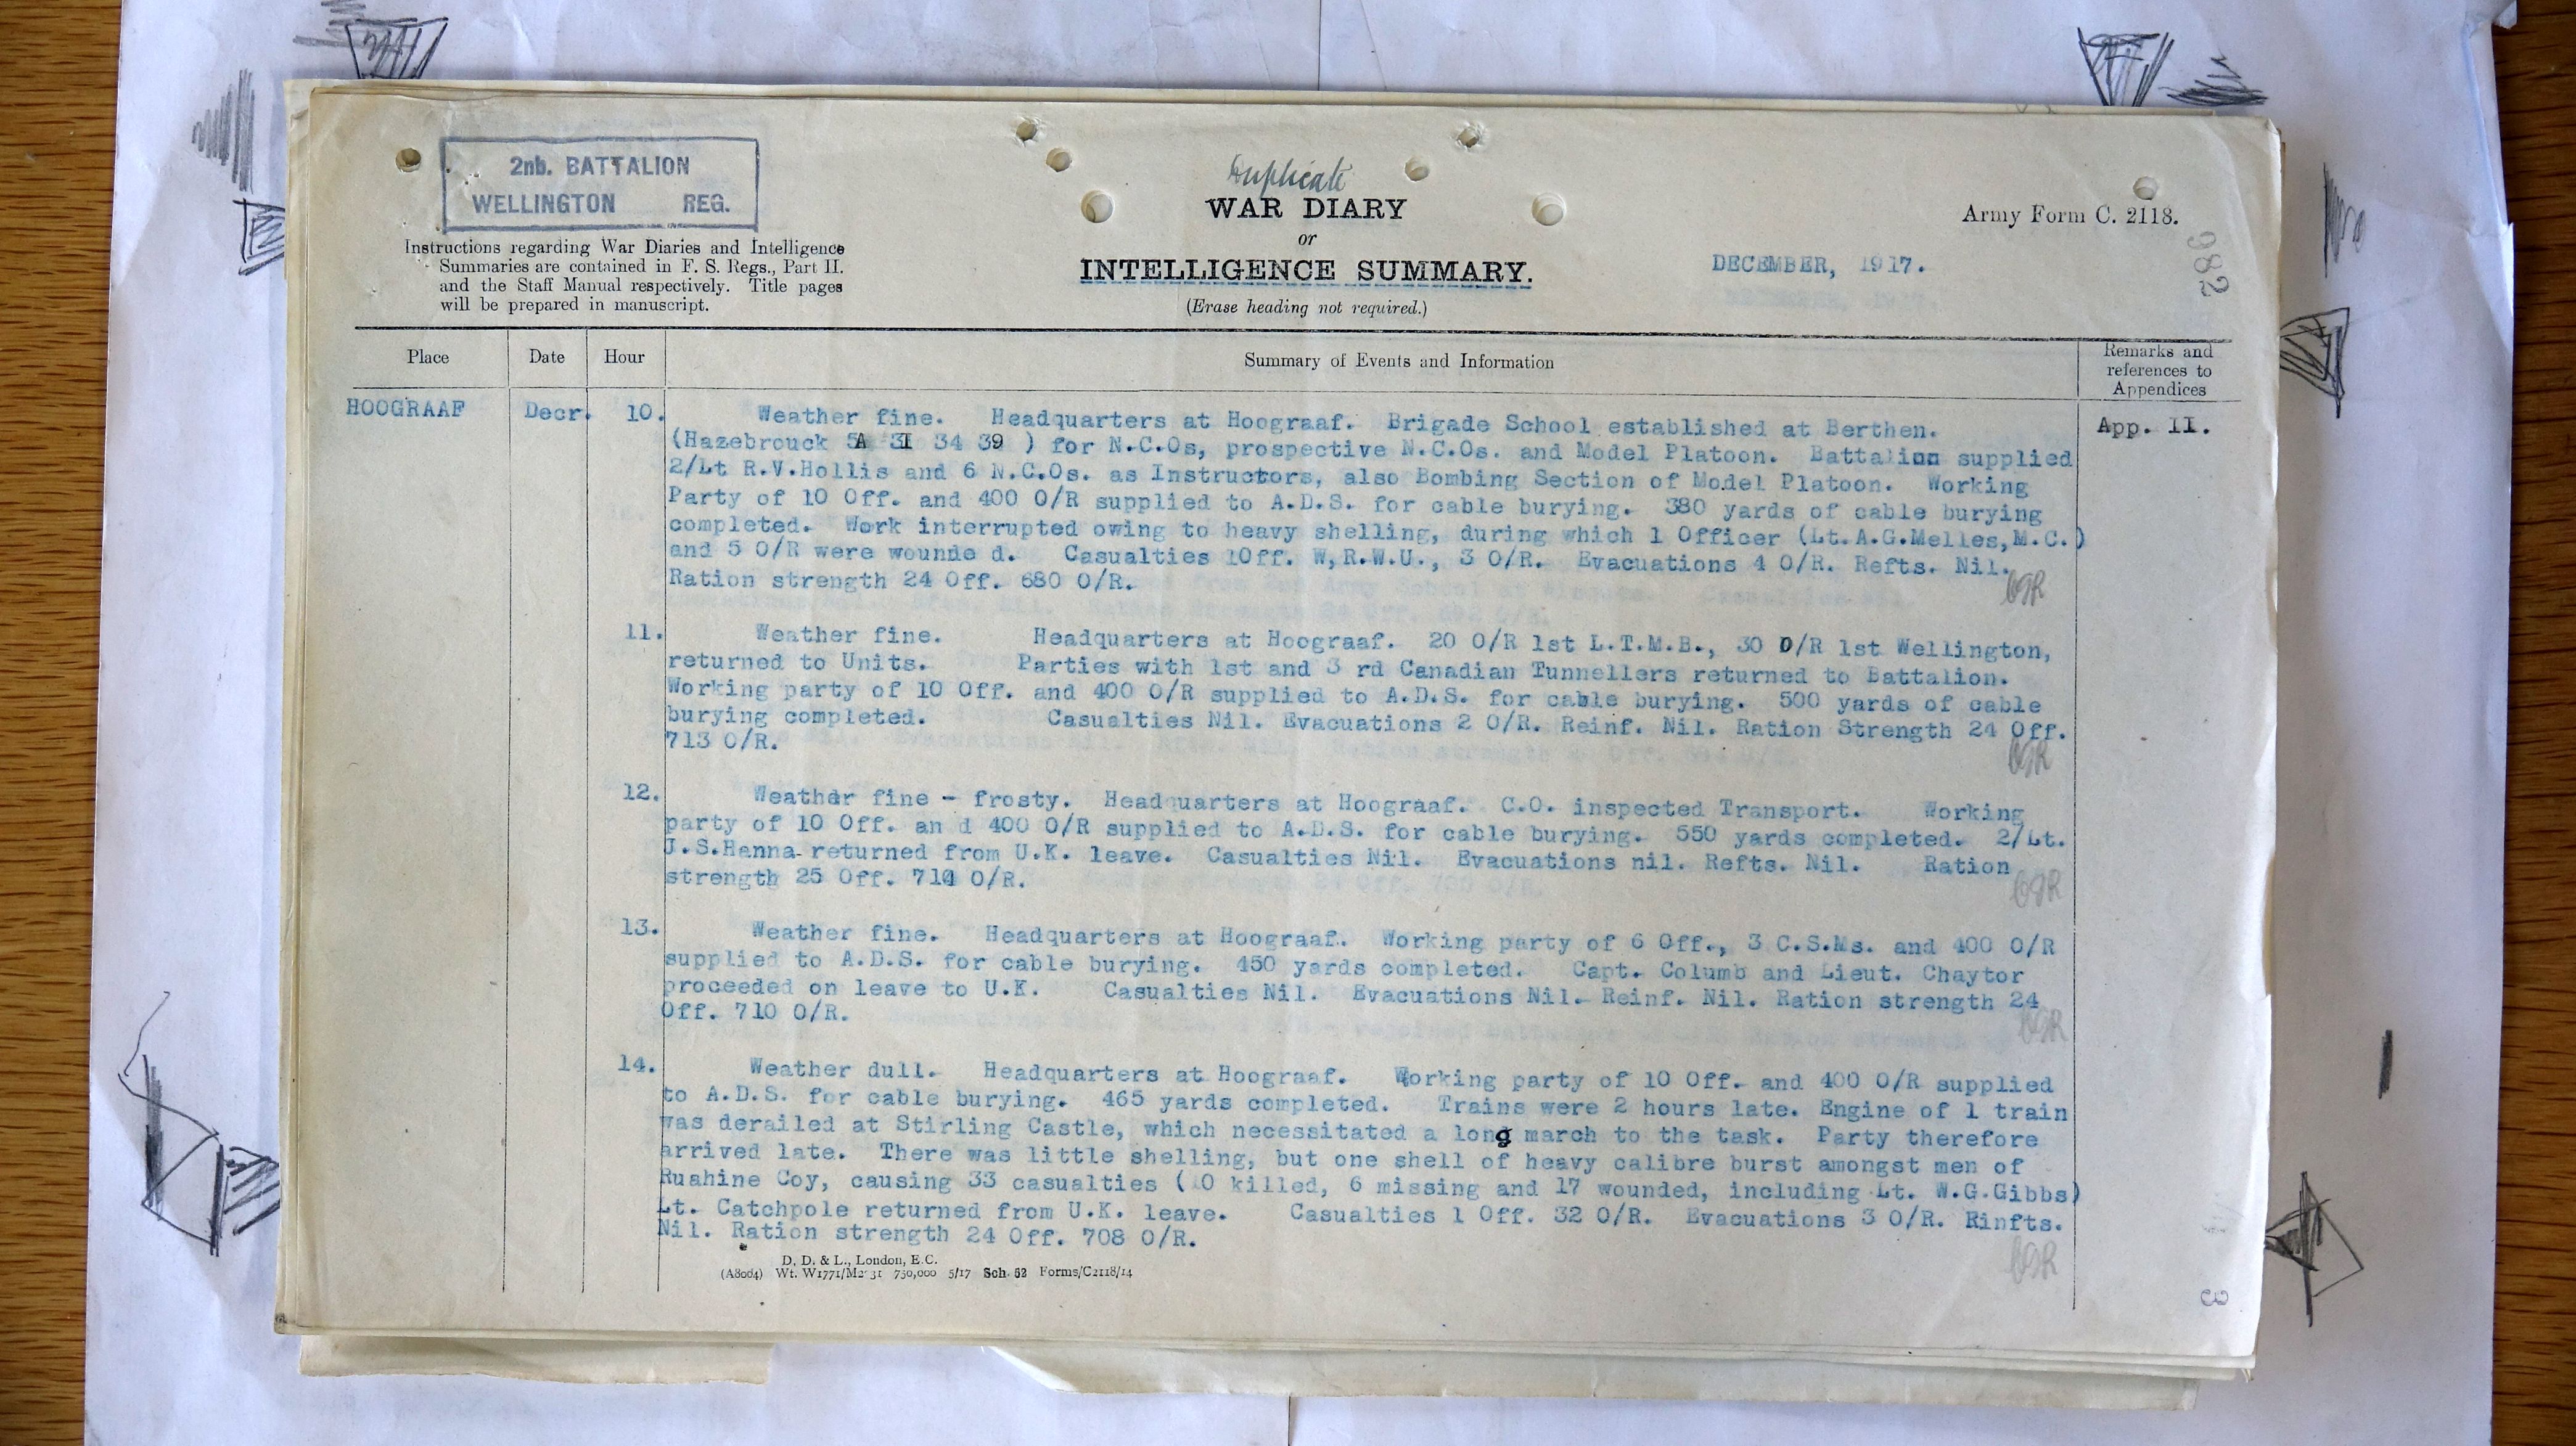 2nb. BATTALION
WELLINGTON REG.
Instructions regarding War Diaries and Intelligence
Summaries are contained in F. S. Regs., Part II.
and the Staff Manual respectively. Title pages
will be prepared in manuscript.
Duplicate
WAR DIARY
or
INTELLIGENCE SUMMARY.
(Erase heading not required.)
Army Form C. 2118.
DECEMBER, 1917.
982
Place Date Hour Summary of Events and Information Remarks and
references to
Appendices
HOOGRAAF Decr. 10. Weather fine. Headquarters at Hoograaf. Brigade School established at Berthen. App. II.
(Hazebrouck 5A 3I 34 39 ) for N.C.Os, prospective N.C.Os. and Model Platoon. Battalion supplied
2/Lt R.V.Hollis and 6 N.C.Os. as Instructors, also Bombing Section of Model Platoon. Working
Party of 10 Off. and 400 O/R supplied to A.D.S. for cable burying. 380 yards of cable burying
completed. Work interrupted owing to heavy shelling, during which 1 Officer (Lt.A.G.Melles,M.C.)
and 5 O/R were wounde d. Casualties 1Off. W,R.W.U., 3 O/R. Evacuations 4 O/R. Refts. Nil.
Ration strength 24 Off. 680 O/R.
11. Weather fine. Headquarters at Hoograaf. 20 O/R 1st L.T.M.B., 30 O/R 1st Wellington,
returned to Units. Parties with 1st and 3 rd Canadian Tunnellers returned to Battalion.
Working party of 10 Off. and 400 O/R supplied to A.D.S. for cable burying. 500 yards of cable
burying completed. Casualties Nil. Evacuations 2 O/R. Reinf. Nil. Ration Strength 24 Off.
713 O/R.
12. Weather fine - frosty. Headquarters at Hoograaf. C.O. inspected Transport. Working
party of 10 Off. an d 400 O/R supplied to A.D.S. for cable burying. 550 yards completed. 2/Lt.
J.S.Hanna returned from U.K. leave. Casualties Nil. Evacuations nil. Refts. Nil. Ration
strength 25 Off. 714 O/R.
13. Weather fine. Headquarters at Hoograaf. Working party of 6 Off., 3 C.S.Ms. and 400 O/R
supplied to A.D.S. for cable burying. 450 yards completed. Capt. Columb and Lieut. Chaytor
proceeded on leave to U.K. Casualties Nil. Evacuations Nil. Reinf. Nil. Ration strength 24
Off. 710 O/R.
14. Weather dull. Headquarters at Hoograaf. Working party of 10 Off. and 400 O/R supplied
to A.D.S. for cable burying. 465 yards completed. Trains were 2 hours late. Engine of 1 train
was derailed at Stirling Castle, which necessitated a long march to the task. Party therefore
arrived late. There was little shelling, but one shell of heavy calibre burst amongst men of
Ruahine Coy, causing 33 casualties (10 killed, 6 missing and 17 wounded, including Lt. W.G.Gibbs)
Lt. Catchpole returned from U.K. leave. Casualties 1 Off. 32 O/R. Evacuations 3 O/R. Rinfts.
Nil. Ration strength 24 Off. 708 O/R.
D. D. & L., London, E.C.
(A8004) 750,000 5/17 Sch. 52 Forms/C2118/14
3